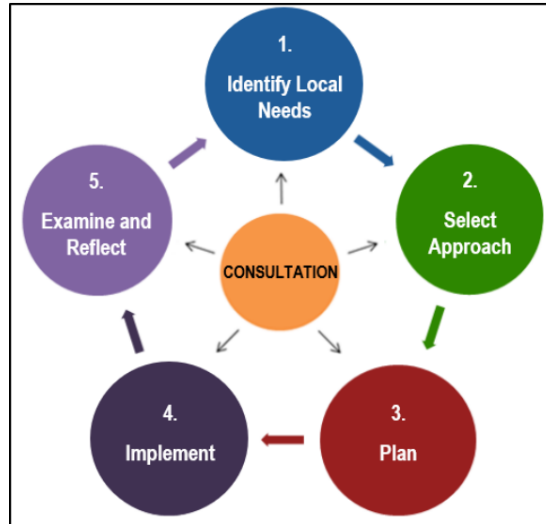 1.
Identify Local
Needs
2.
Select
Approach
3.
Plan
4.
Implement
5.
Examine and
Reflect
CONSULTATION